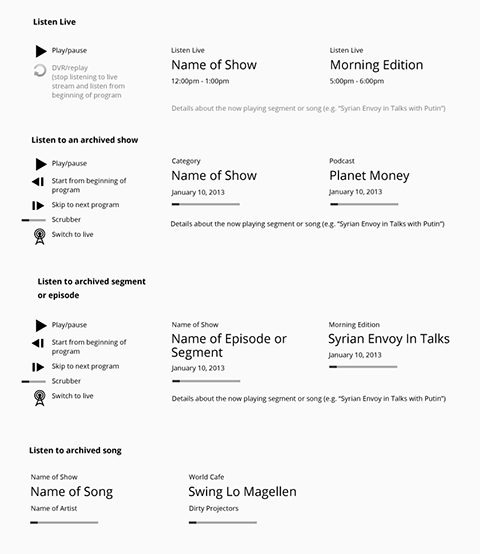 Listen Live
Play/pause
DVR/replay
(stop listening to live
stream and listen from
beginning of program
Listen Live
Name of Show
12:00pm - 1:00pm
Listen Live
Morning Edition
5:00pm - 6:00pm
Details about the now playing segment or song (e.g. “Syrian Envoy in Talks with Putin”)
Listen to an archived show
Play/pause
Start from beginning of
program
Skip to next program
Scrubber
Switch to live
Category
Name of Show
January 10, 2013
Podcast
Planet Money
January 10, 2013
Details about the now playing segment or song (e.g. “Syrian Envoy in Talks with Putin”)
Listen to archived segment
or episode
Play/pause
Start from beginning of
program
Skip to next program
Scrubber
Switch to live
Name of Show
Name of Episode or
Segment
January 10, 2013
Morning Edition
Syrian Envoy In Talks
January 10, 2013
Details about the now playing segment or song (e.g. “Syrian Envoy in Talks with Putin”)
Listen to archived song
Name of Show
Name of Song
Name of Artist
World Cafe
Swing Lo Magellen
Dirty Projectors